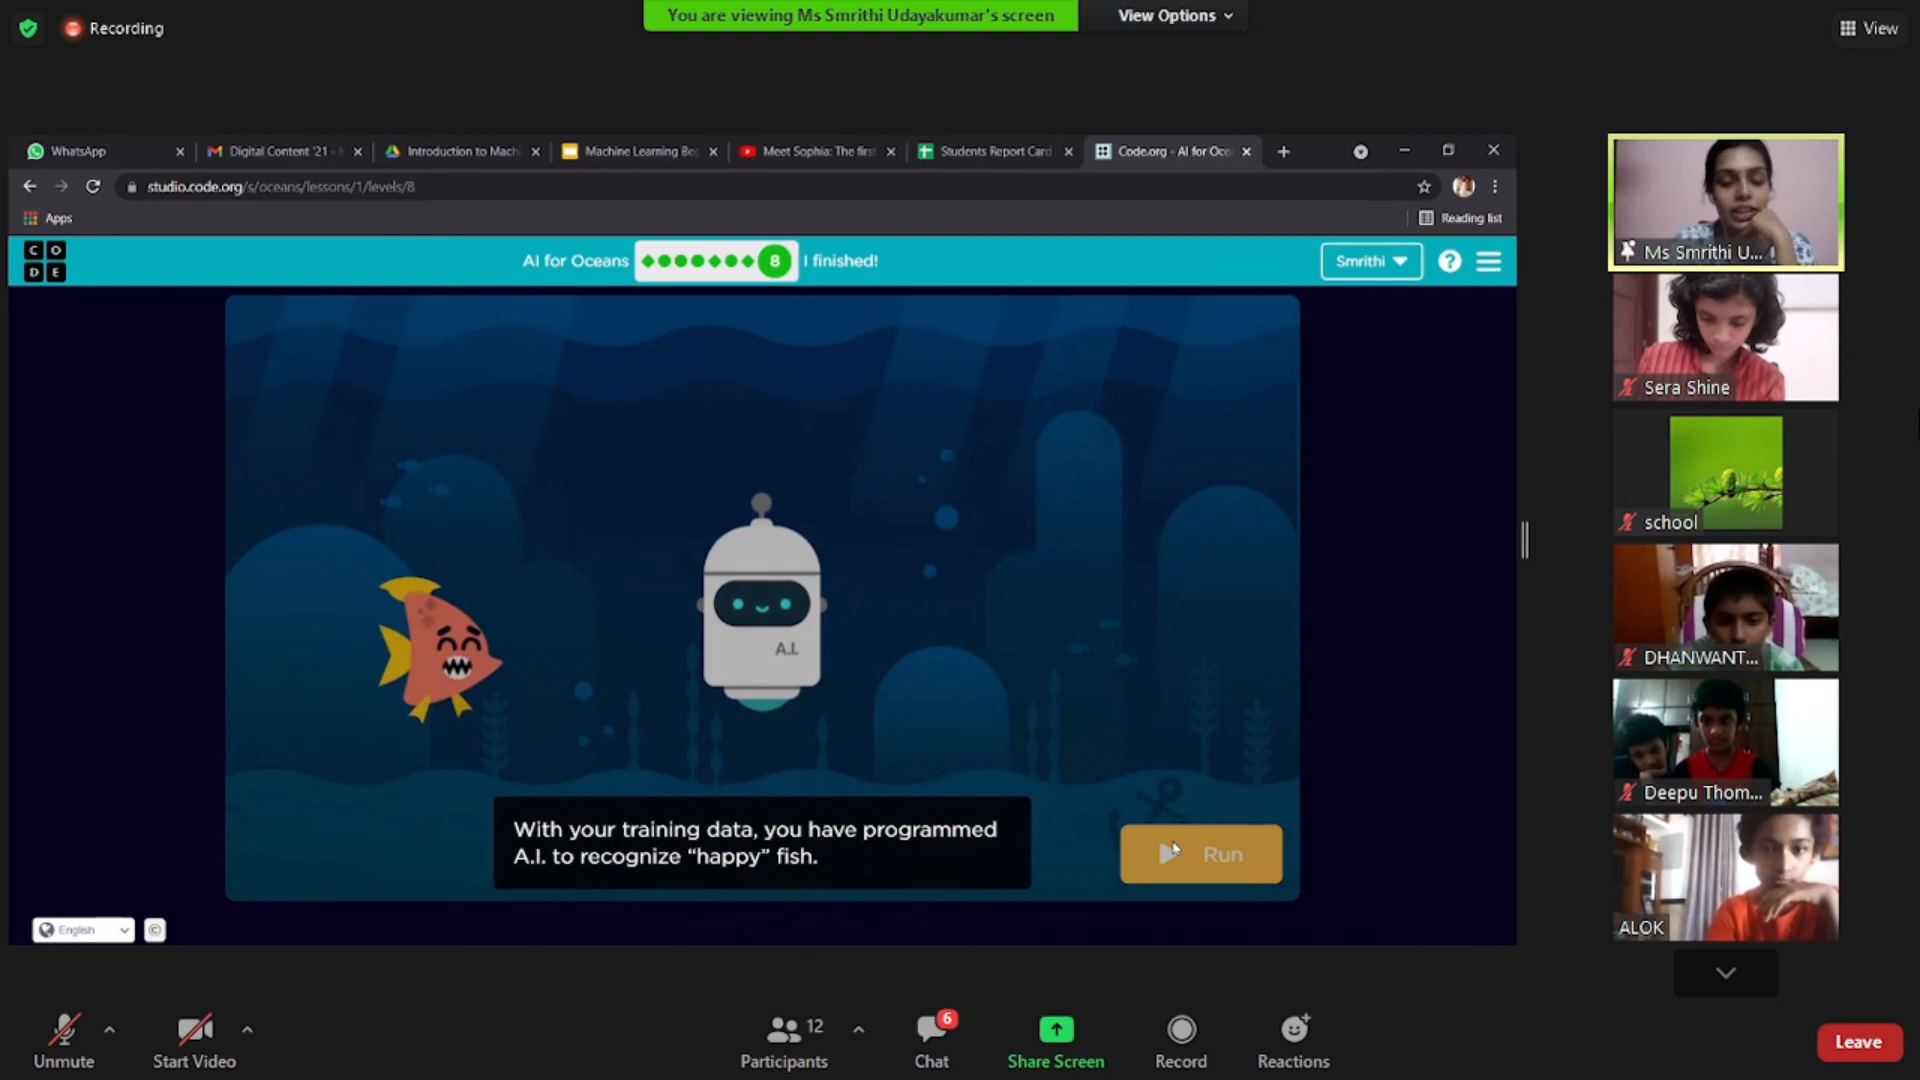 Recording
You are viewing Ms Smrithi Udayakumar's screen
View Options
View
WhatsApp
Digital Content '21 -
Introduction to Mach
Machine Learning Be
Meet Sophia: The first
Students Report Card
Code.org - AI for Oce
studio.code.org/s/oceans/lessons/1/levels/8
Apps
Reading list
CODE
AI for Oceans
8
I finished!
Smrithi
?
A.I.
With your training data, you have programmed
A.I. to recognize “happy” fish.
Run
English
©
Ms Smrithi U...
Sera Shine
school
DHANWANT...
Deepu Thom...
ALOK
Unmute
Start Video
Participants
12
Chat
6
Share Screen
Record
Reactions
Leave